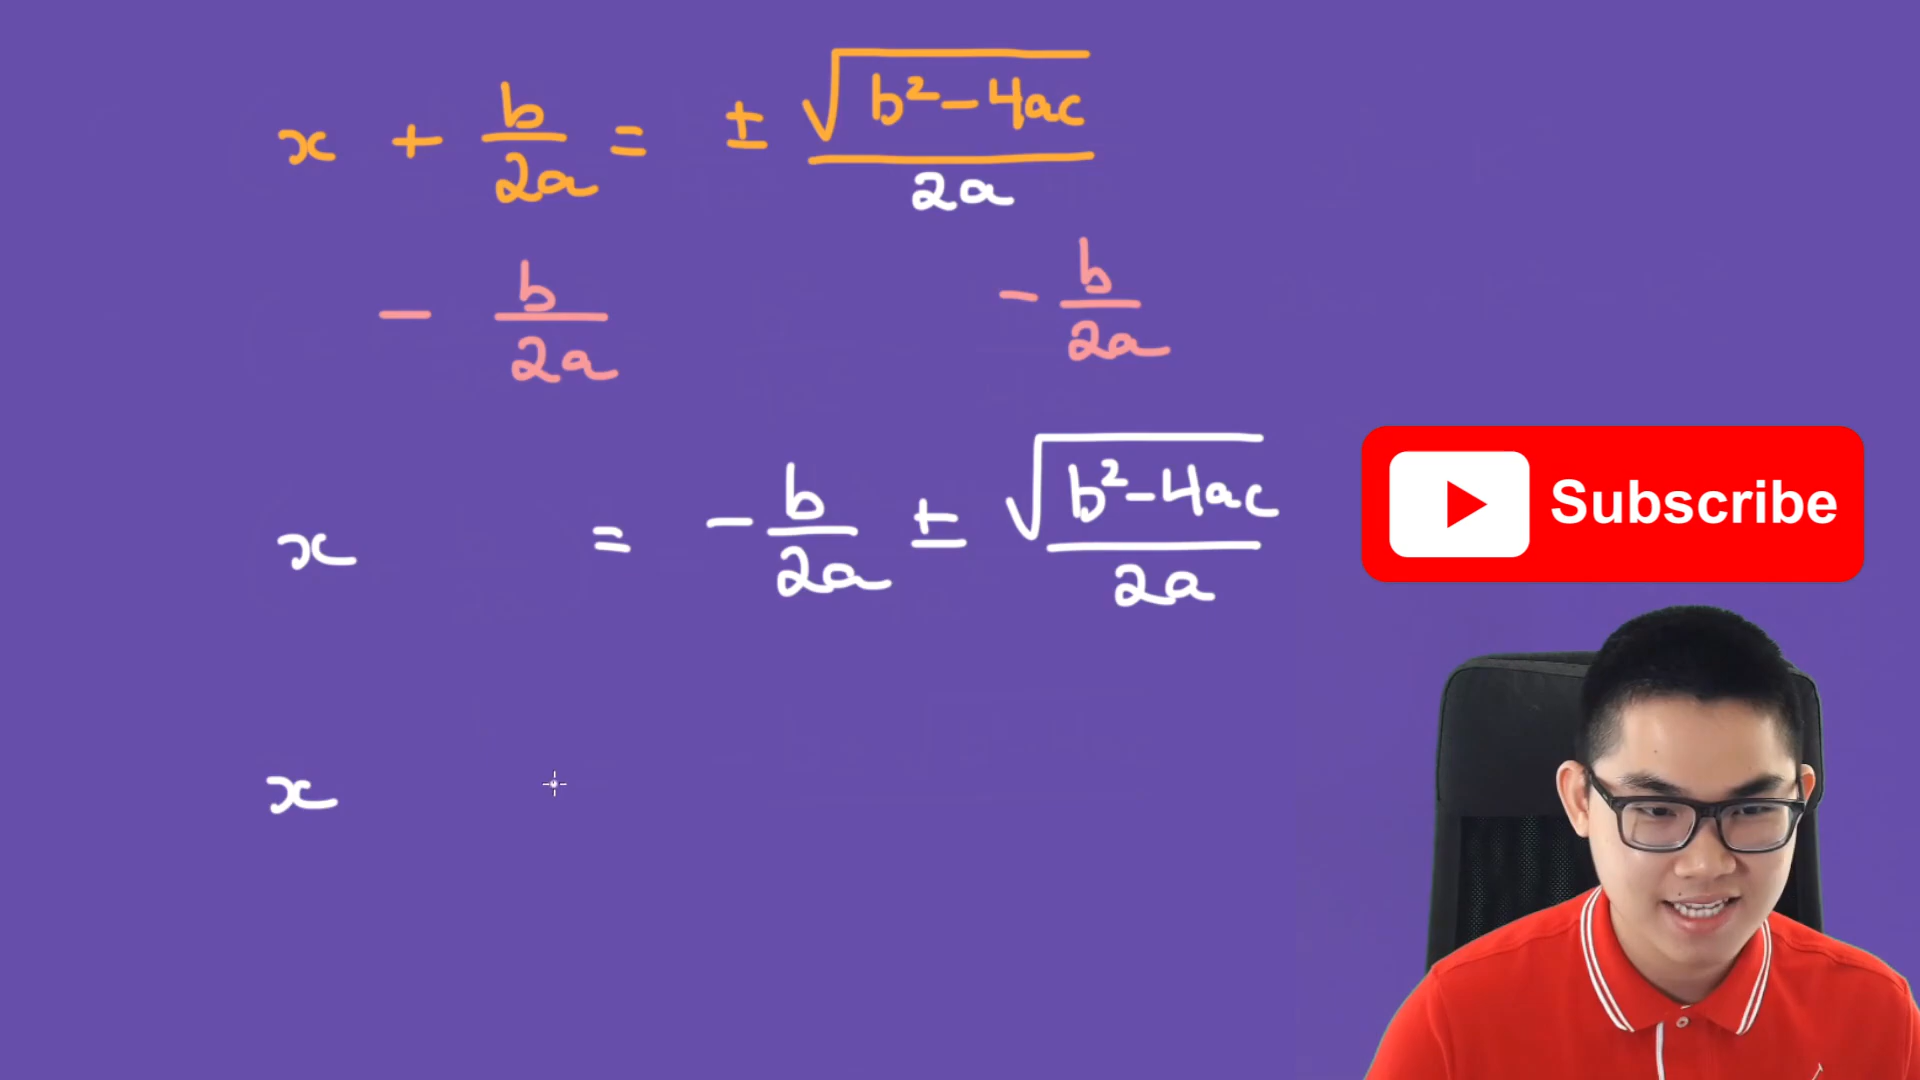 x + b/2a = ± √(b² - 4ac)/2a
- b/2a - b/2a
x = - b/2a ± √(b² - 4ac)/2a
Subscribe
x